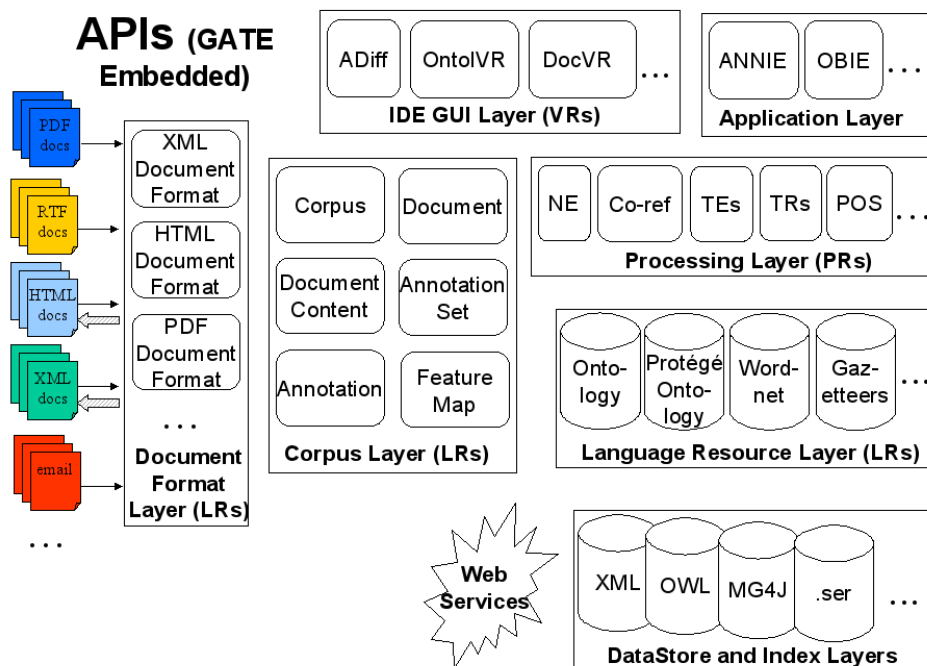 APIs (GATE
Embedded)
PDF
docs
RTF
docs
HTML
docs
XML
docs
email
...
XML
Document
Format
HTML
Document
Format
PDF
Document
Format
...
Document
Format
Layer (LRs)
ADiff
OntolVR
DocVR
...
IDE GUI Layer (VRs)
ANNIE
OBIE
...
Application Layer
Corpus
Document
Document
Content
Annotation
Set
Annotation
Feature
Map
Corpus Layer (LRs)
NE
Co-ref
TEs
TRs
POS
...
Processing Layer (PRs)
Onto-
logy
Protégé
Onto-
logy
Word-
net
Gaz-
etteers
...
Language Resource Layer (LRs)
Web
Services
XML
OWL
MG4J
.ser
...
DataStore and Index Layers